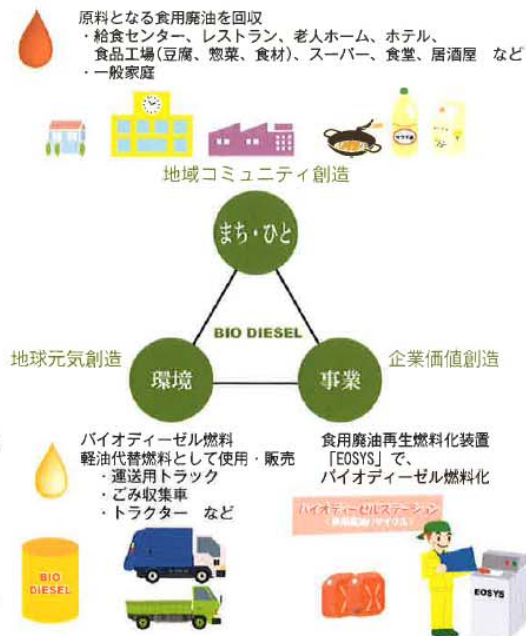 原料となる食用廃油を回収
・給食センター、レストラン、老人ホーム、ホテル、
食品工場(豆腐、惣菜、食材)、スーパー、食堂、居酒屋 など
・一般家庭
地域コミュニティ創造
まち・ひと
BIO DIESEL
地球元気創造
環境
事業
企業価値創造
バイオディーゼル燃料
軽油代替燃料として使用・販売
・運送用トラック
・ごみ収集車
・トラクター など
食用廃油再生燃料化装置
「EOSYS」で、
バイオディーゼル燃料化
バイオディーゼルステーション
BIO
DIESEL
EOSYS